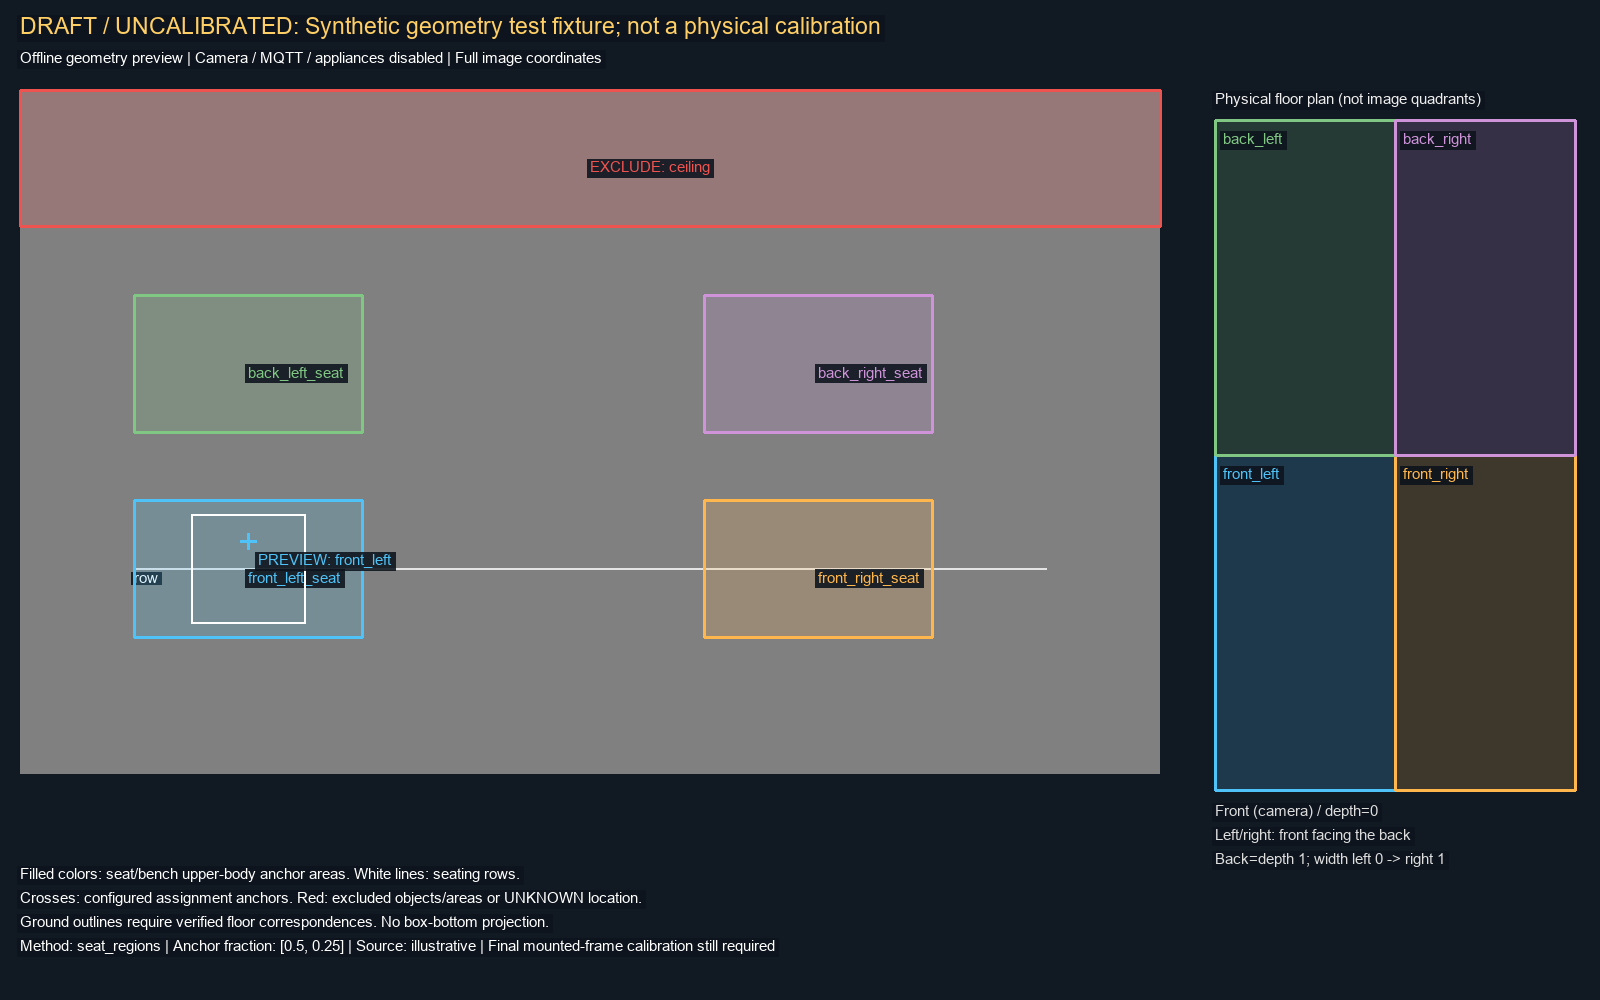 DRAFT / UNCALIBRATED: Synthetic geometry test fixture; not a physical calibration
Offline geometry preview | Camera / MQTT / appliances disabled | Full image coordinates
Physical floor plan (not image quadrants)
EXCLUDE: ceiling
back_left
back_right
back_left_seat
back_right_seat
front_left
front_right
PREVIEW: front_left
row
front_left_seat
front_right_seat
Front (camera) / depth=0
Left/right: front facing the back
Back=depth 1; width left 0 -> right 1
Filled colors: seat/bench upper-body anchor areas. White lines: seating rows.
Crosses: configured assignment anchors. Red: excluded objects/areas or UNKNOWN location.
Ground outlines require verified floor correspondences. No box-bottom projection.
Method: seat_regions | Anchor fraction: [0.5, 0.25] | Source: illustrative | Final mounted-frame calibration still required